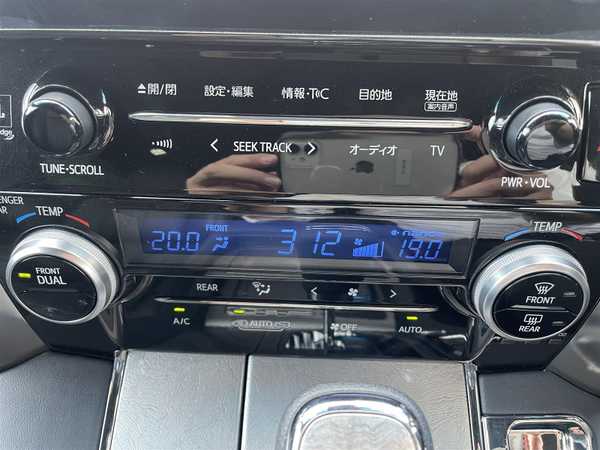 ▲開/閉 設定・編集 情報・TC 目的地 現在地
案内音声
TUNE・SCROLL
< SEEK TRACK > オーディオ TV
PWR・VOL
TEMP
20.0 FRONT 312 19.0
TEMP
FRONT
DUAL
REAR
< >
FRONT
REAR
A/C
AUTO
OFF
AUTO